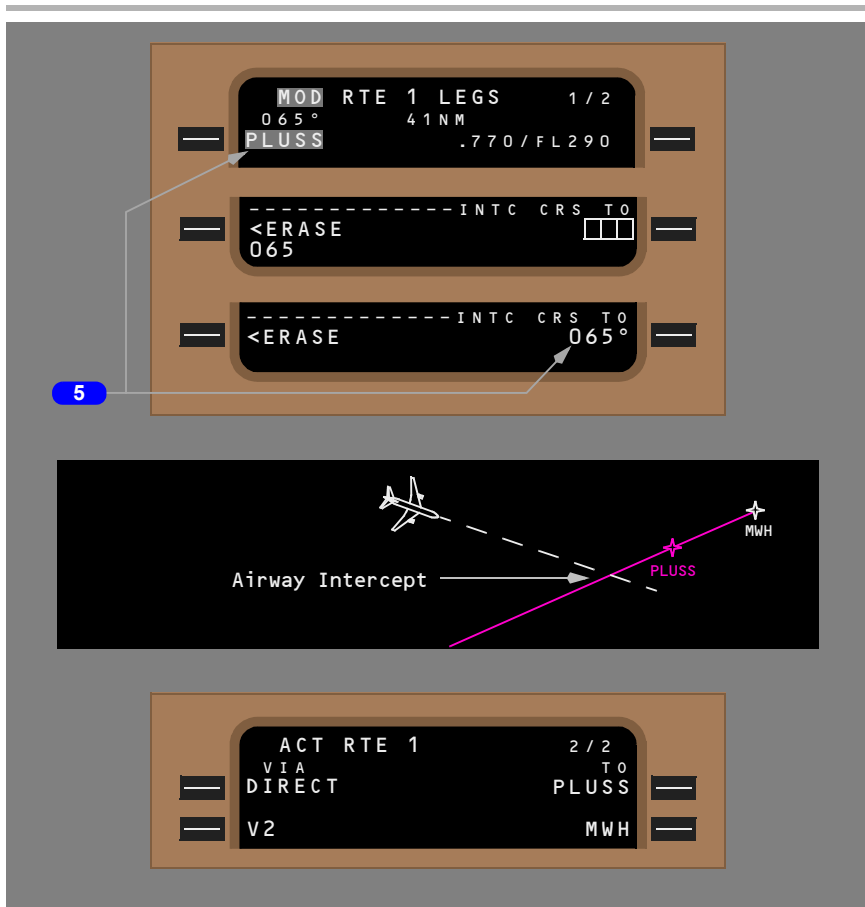 MOD RTE 1 LEGS 1/2
065° 41NM
PLUSS .770/FL290
-------------INTC CRS TO
<ERASE
065
-------------INTC CRS TO
<ERASE 065°
5
MWH
PLUSS
Airway Intercept
ACT RTE 1 2/2
VIA TO
DIRECT PLUSS
V2 MWH